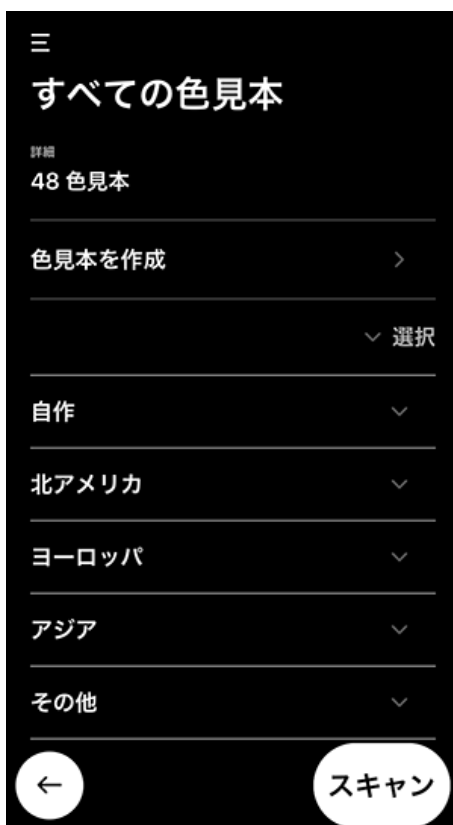 すべての色見本
詳細
48 色見本
色見本を作成
選択
自作
北アメリカ
ヨーロッパ
アジア
その他
スキャン